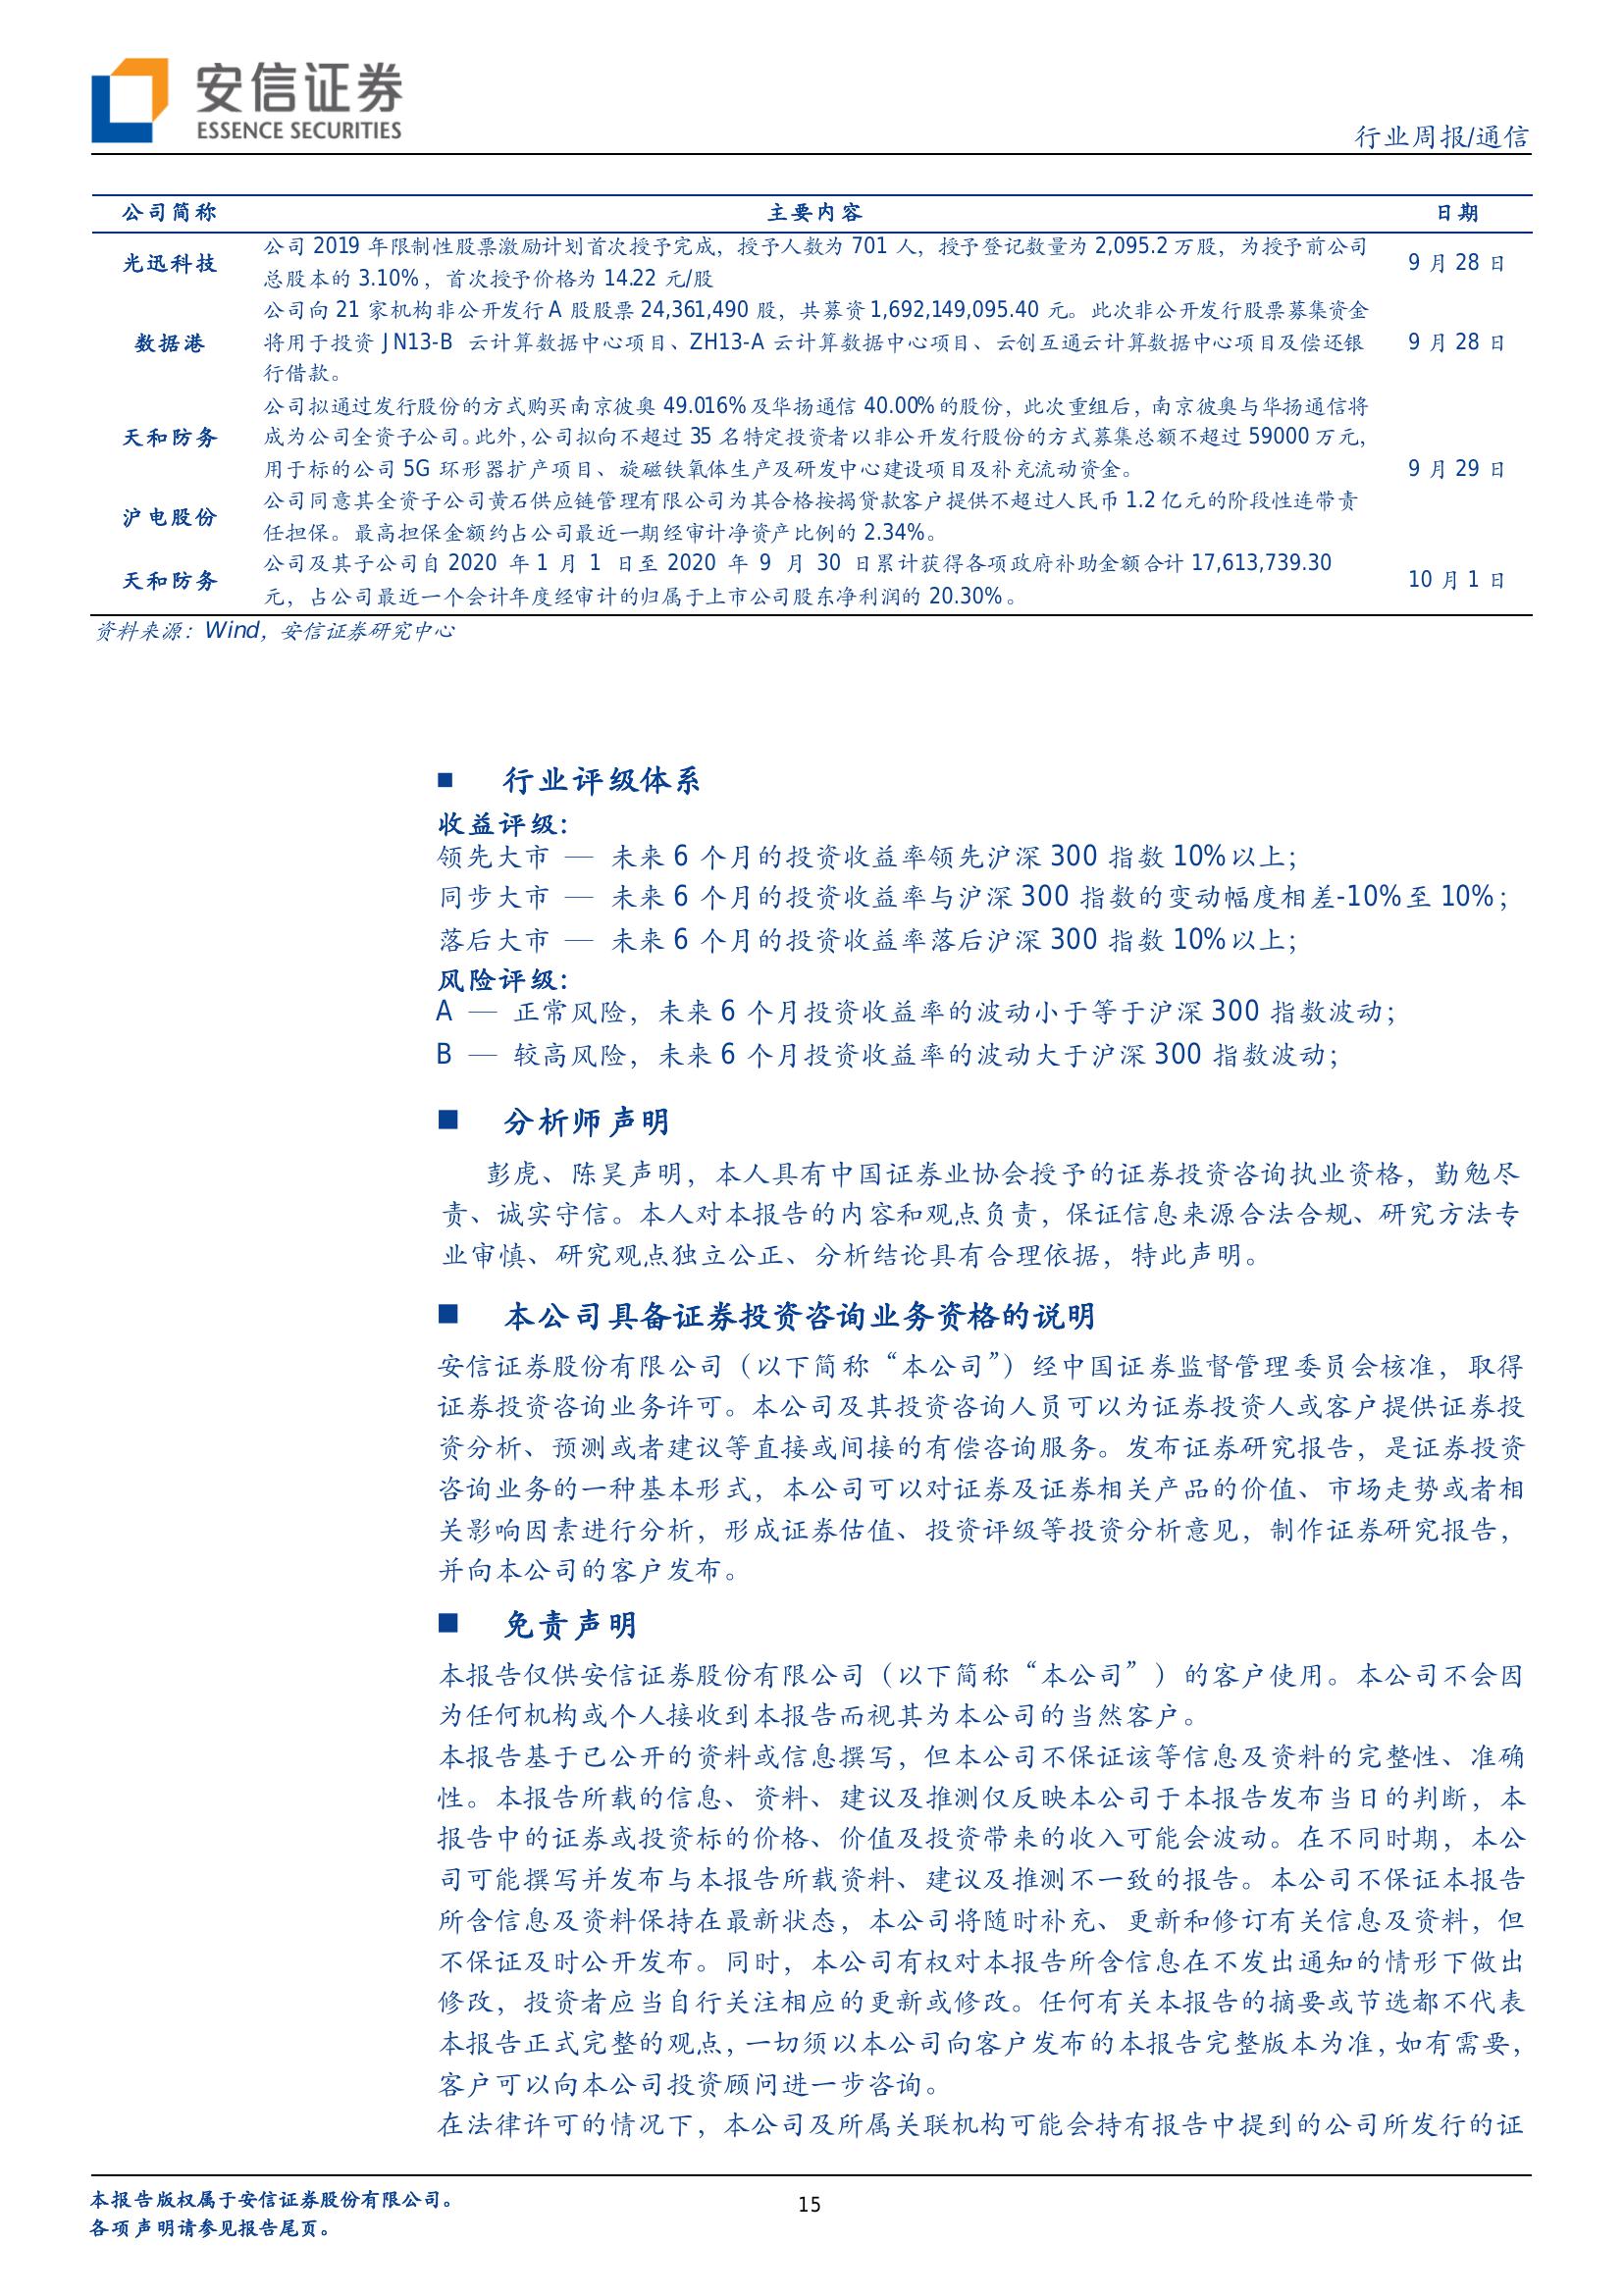 安信证券
ESSENCE SECURITIES
行业周报/通信
公司简称 主要内容 日期
光迅科技 公司 2019 年限制性股票激励计划首次授予完成，授予人数为 701 人，授予登记数量为 2,095.2 万股，为授予前公司
总股本的 3.10%，首次授予价格为 14.22 元/股 9 月 28 日
公司向 21 家机构非公开发行 A 股股票 24,361,490 股，共募资 1,692,149,095.40 元。此次非公开发行股票募集资金
数据港 将用于投资 JN13-B 云计算数据中心项目、ZH13-A 云计算数据中心项目、云创互通云计算数据中心项目及偿还银 9 月 28 日
行借款。
公司拟通过发行股份的方式购买南京彼奥 49.016%及华扬通信 40.00%的股份，此次重组后，南京彼奥与华扬通信将
天和防务 成为公司全资子公司。此外，公司拟向不超过 35 名特定投资者以非公开发行股份的方式募集总额不超过 59000 万元，
用于标的公司 5G 环形器扩产项目、旋磁铁氧体生产及研发中心建设项目及补充流动资金。 9 月 29 日
沪电股份 公司同意其全资子公司黄石供应链管理有限公司为其合格按揭贷款客户提供不超过人民币 1.2 亿元的阶段性连带责
任担保。最高担保金额约占公司最近一期经审计净资产比例的 2.34%。
天和防务 公司及其子公司自 2020 年 1 月 1 日至 2020 年 9 月 30 日累计获得各项政府补助金额合计 17,613,739.30
元，占公司最近一个会计年度经审计的归属于上市公司股东净利润的 20.30%。 10 月 1 日
资料来源：Wind，安信证券研究中心
■ 行业评级体系
收益评级：
领先大市 — 未来 6 个月的投资收益率领先沪深 300 指数 10%以上；
同步大市 — 未来 6 个月的投资收益率与沪深 300 指数的变动幅度相差-10%至 10%；
落后大市 — 未来 6 个月的投资收益率落后沪深 300 指数 10%以上；
风险评级：
A — 正常风险，未来 6 个月投资收益率的波动小于等于沪深 300 指数波动；
B — 较高风险，未来 6 个月投资收益率的波动大于沪深 300 指数波动；
■ 分析师声明
彭虎、陈昊声明，本人具有中国证券业协会授予的证券投资咨询执业资格，勤勉尽
责、诚实守信。本人对本报告的内容和观点负责，保证信息来源合法合规、研究方法专
业审慎、研究观点独立公正、分析结论具有合理依据，特此声明。
■ 本公司具备证券投资咨询业务资格的说明
安信证券股份有限公司（以下简称“本公司”）经中国证券监督管理委员会核准，取得
证券投资咨询业务许可。本公司及其投资咨询人员可以为证券投资人或客户提供证券投
资分析、预测或者建议等直接或间接的有偿咨询服务。发布证券研究报告，是证券投资
咨询业务的一种基本形式，本公司可以对证券及证券相关产品的价值、市场走势或者相
关影响因素进行分析，形成证券估值、投资评级等投资分析意见，制作证券研究报告，
并向本公司的客户发布。
■ 免责声明
本报告仅供安信证券股份有限公司（以下简称“本公司”）的客户使用。本公司不会因
为任何机构或个人接收到本报告而视其为本公司的当然客户。
本报告基于已公开的资料或信息撰写，但本公司不保证该等信息及资料的完整性、准确
性。本报告所载的信息、资料、建议及推测仅反映本公司于本报告发布当日的判断，本
报告中的证券或投资标的价格、价值及投资带来的收入可能会波动。在不同时期，本公
司可能撰写并发布与本报告所载资料、建议及推测不一致的报告。本公司不保证本报告
所含信息及资料保持在最新状态，本公司将随时补充、更新和修订有关信息及资料，但
不保证及时公开发布。同时，本公司有权对本报告所含信息在不发出通知的情形下做出
修改，投资者应当自行关注相应的更新或修改。任何有关本报告的摘要或节选都不代表
本报告正式完整的观点，一切须以本公司向客户发布的本报告完整版本为准，如有需要，
客户可以向本公司投资顾问进一步咨询。
在法律许可的情况下，本公司及所属关联机构可能会持有报告中提到的公司所发行的证
本报告版权属于安信证券股份有限公司。
各项声明请参见报告尾页。
15